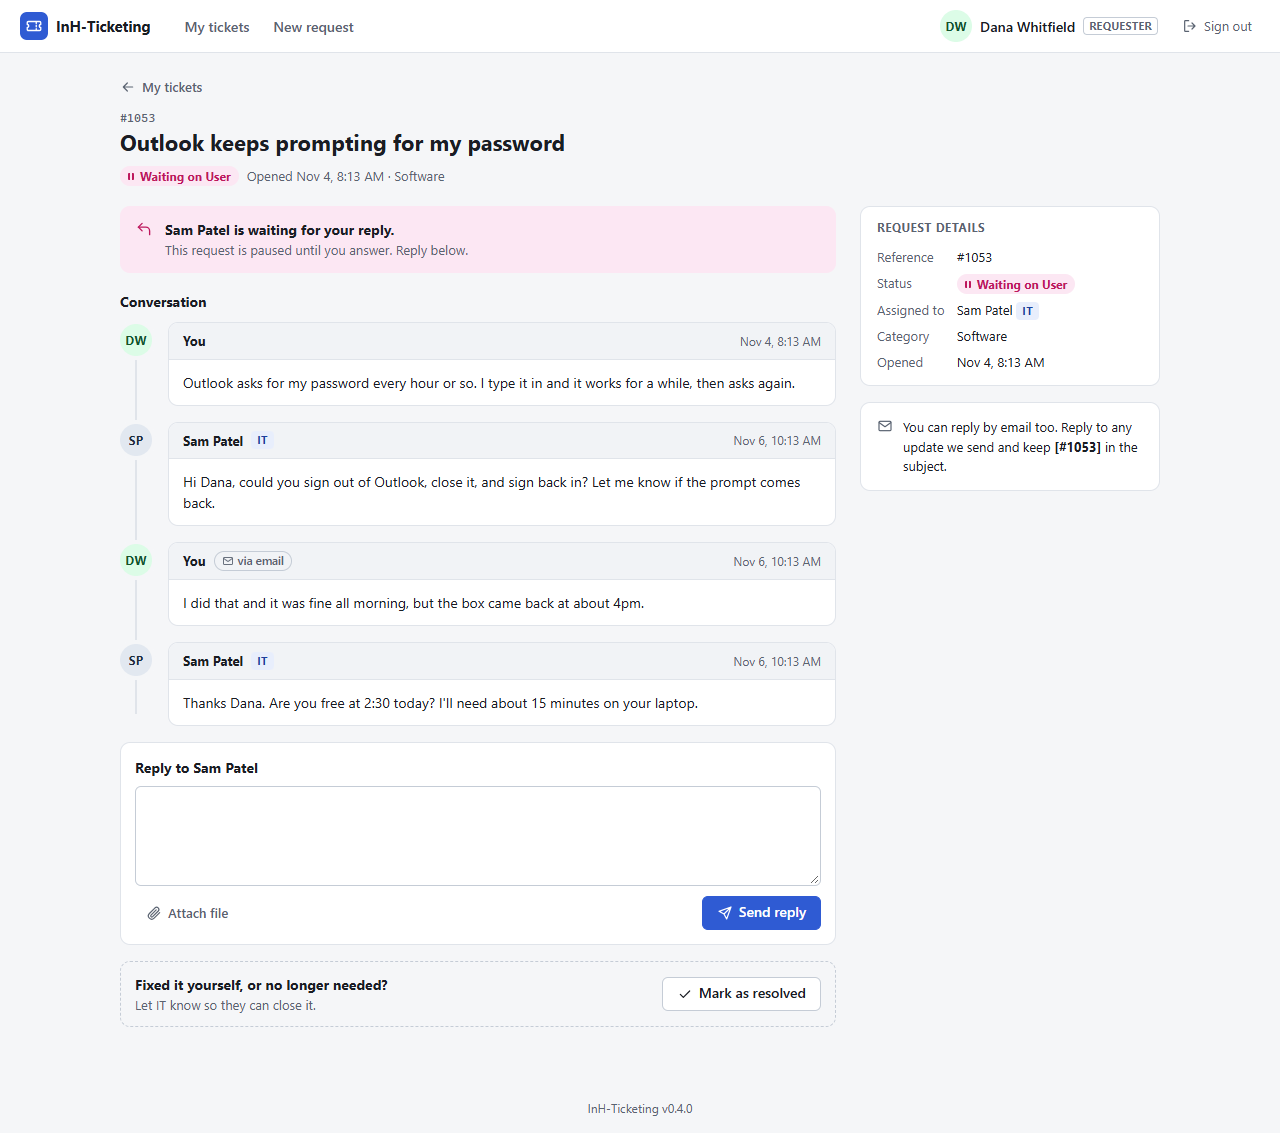 InH-Ticketing
My tickets
New request
DW
Dana Whitfield
REQUESTER
Sign out
My tickets
#1053
Outlook keeps prompting for my password
Waiting on User
Opened Nov 4, 8:13 AM · Software
Sam Patel is waiting for your reply.
This request is paused until you answer. Reply below.
Conversation
DW
You
Nov 4, 8:13 AM
Outlook asks for my password every hour or so. I type it in and it works for a while, then asks again.
SP
Sam Patel
IT
Nov 6, 10:13 AM
Hi Dana, could you sign out of Outlook, close it, and sign back in? Let me know if the prompt comes
back.
DW
You
via email
Nov 6, 10:13 AM
I did that and it was fine all morning, but the box came back at about 4pm.
SP
Sam Patel
IT
Nov 6, 10:13 AM
Thanks Dana. Are you free at 2:30 today? I'll need about 15 minutes on your laptop.
Reply to Sam Patel
Attach file
Send reply
Fixed it yourself, or no longer needed?
Let IT know so they can close it.
Mark as resolved
REQUEST DETAILS
Reference #1053
Status Waiting on User
Assigned to Sam Patel IT
Category Software
Opened Nov 4, 8:13 AM
You can reply by email too. Reply to any
update we send and keep [#1053] in the
subject.
InH-Ticketing v0.4.0